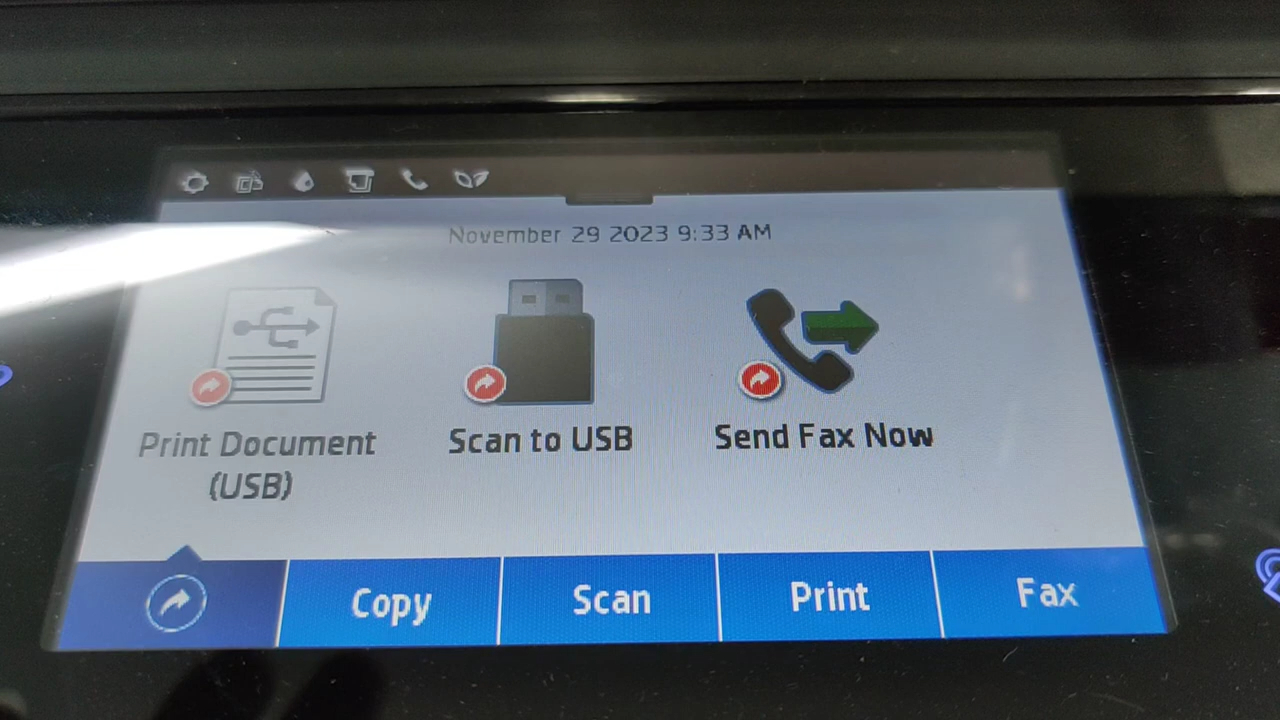 November 29 2023 9:33 AM
Print Document
(USB)
Scan to USB
Send Fax Now
Copy
Scan
Print
Fax